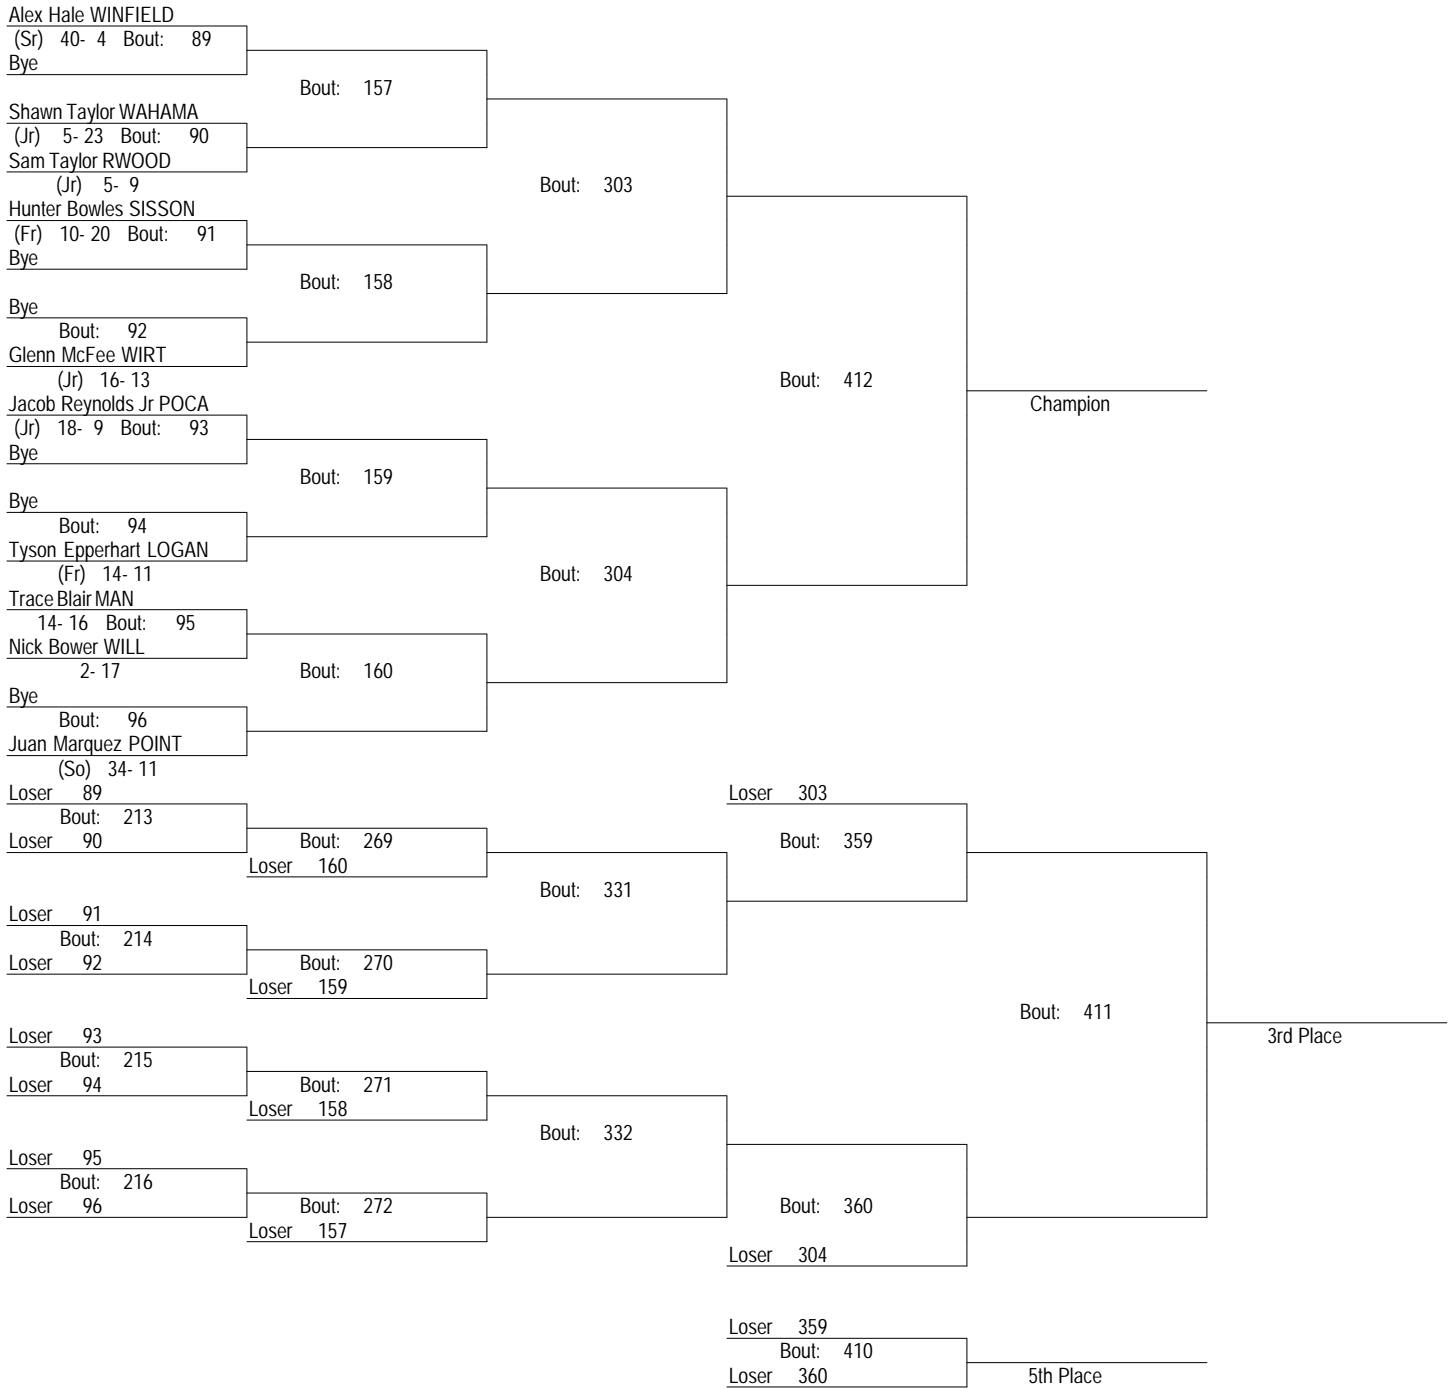 Alex Hale WINFIELD
(Sr) 40- 4 Bout: 89
Bye
Bout: 157
Shawn Taylor WAHAMA
(Jr) 5- 23 Bout: 90
Sam Taylor RWOOD
(Jr) 5- 9
Bout: 303
Hunter Bowles SISSON
(Fr) 10- 20 Bout: 91
Bye
Bout: 158
Bye
Bout: 92
Glenn McFee WIRT
(Jr) 16- 13
Bout: 412
Jacob Reynolds Jr POCA
Champion
(Jr) 18- 9 Bout: 93
Bye
Bout: 159
Bye
Bout: 94
Tyson Epperhart LOGAN
(Fr) 14- 11
Bout: 304
Trace Blair MAN
14- 16 Bout: 95
Nick Bower WILL
2- 17
Bout: 160
Bye
Bout: 96
Juan Marquez POINT
(So) 34- 11
Loser 89
Loser 303
Bout: 213
Loser 90
Bout: 269
Bout: 359
Loser 160
Bout: 331
Loser 91
Bout: 214
Loser 92
Bout: 270
Loser 159
Bout: 411
Loser 93
3rd Place
Bout: 215
Loser 94
Bout: 271
Loser 158
Bout: 332
Loser 95
Bout: 216
Loser 96
Bout: 272
Bout: 360
Loser 157
Loser 304
Loser 359
Bout: 410
Loser 360
5th Place